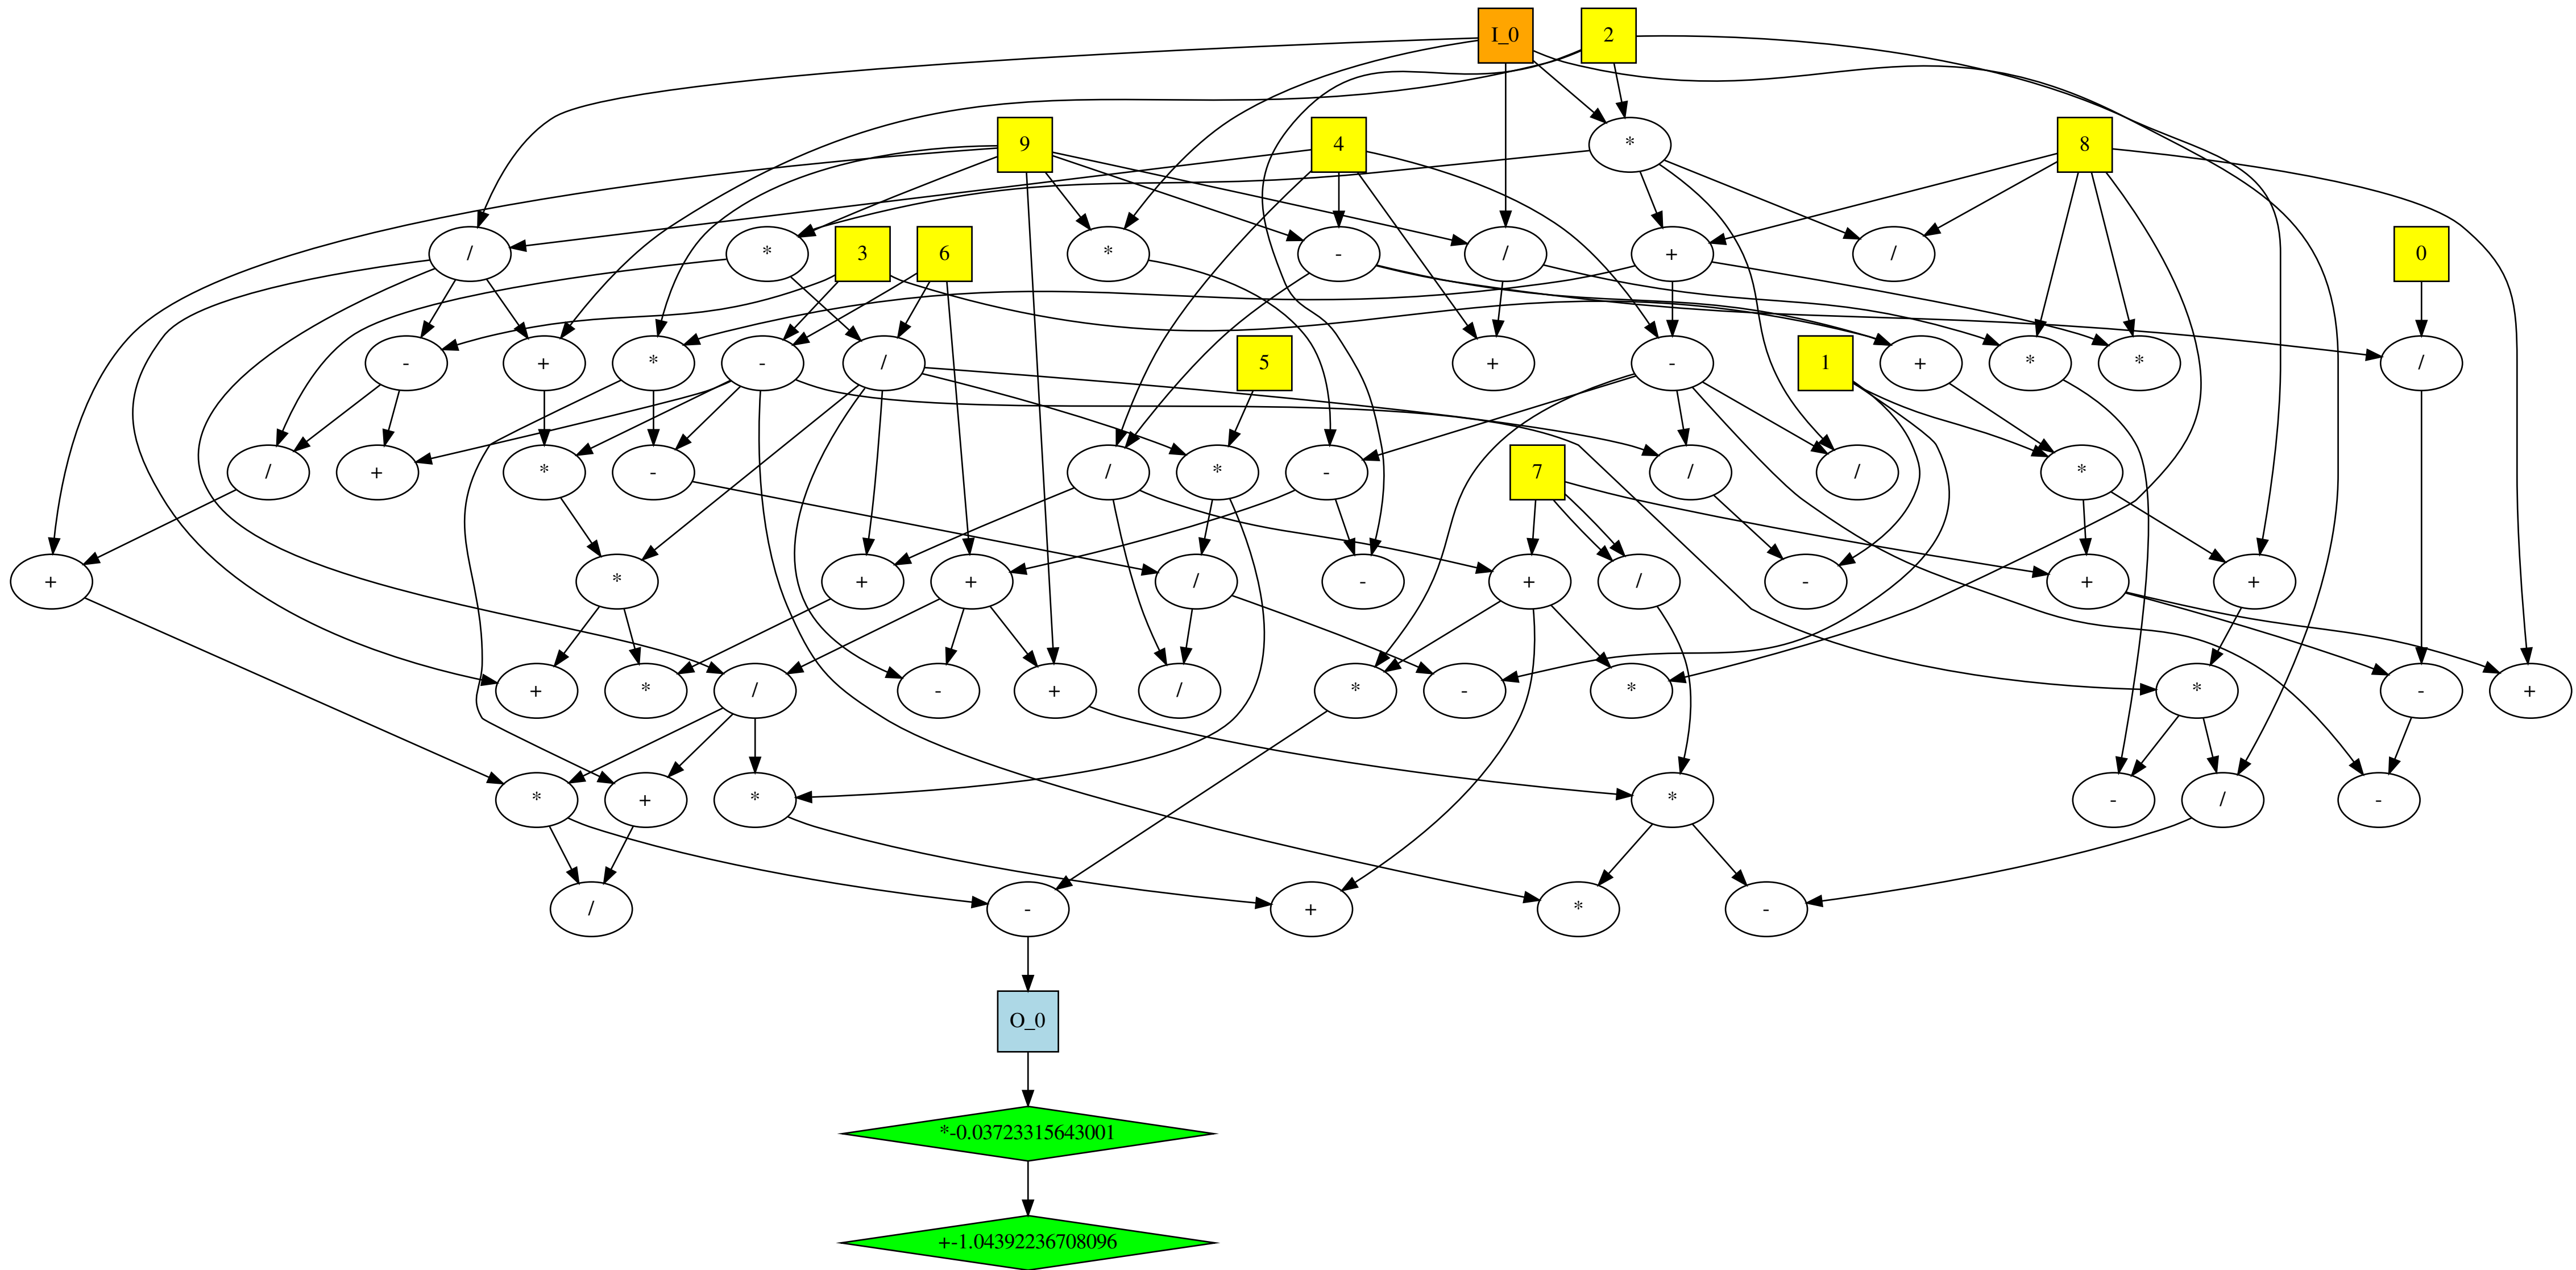 I_0 2
9 4 * 8
/ * 3 6 * - / + / 0
- + * - / 5 + - 1 + * * /
/ + * - / * - 7 / / *
+ * + + / - + / - + +
+ * / - + / * - * * - +
* + * * - / -
/ - + * -
O_0
*-0.03723315643001
+-1.04392236708096